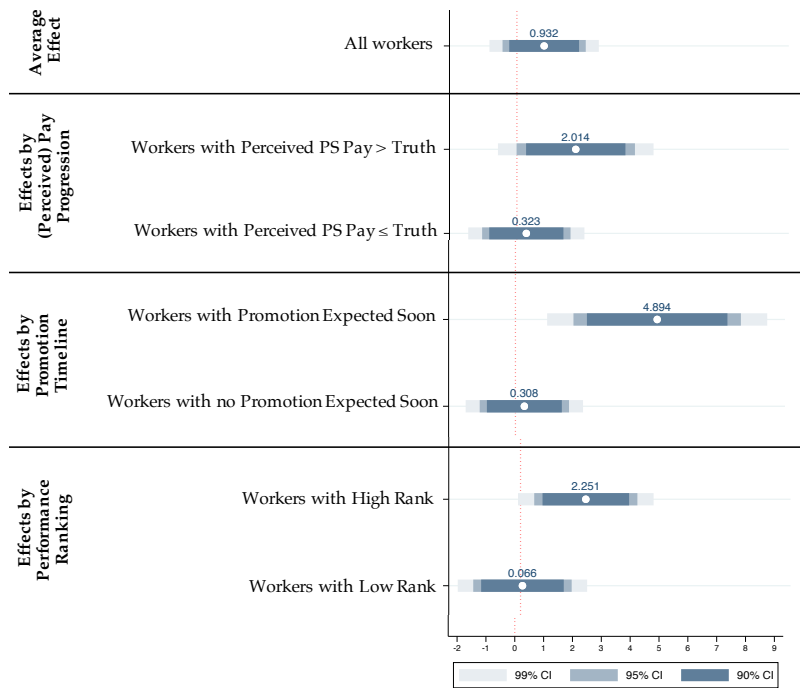 Average
Effect
All workers
0.932
Effects by
(Perceived) Pay
Progression
Workers with Perceived PS Pay > Truth
2.014
Workers with Perceived PS Pay ≤ Truth
0.323
Effects by
Promotion
Timeline
Workers with Promotion Expected Soon
4.894
Workers with no Promotion Expected Soon
0.308
Effects by
Performance
Ranking
Workers with High Rank
2.251
Workers with Low Rank
0.066
-2 -1 0 1 2 3 4 5 6 7 8 9
99% CI 95% CI 90% CI